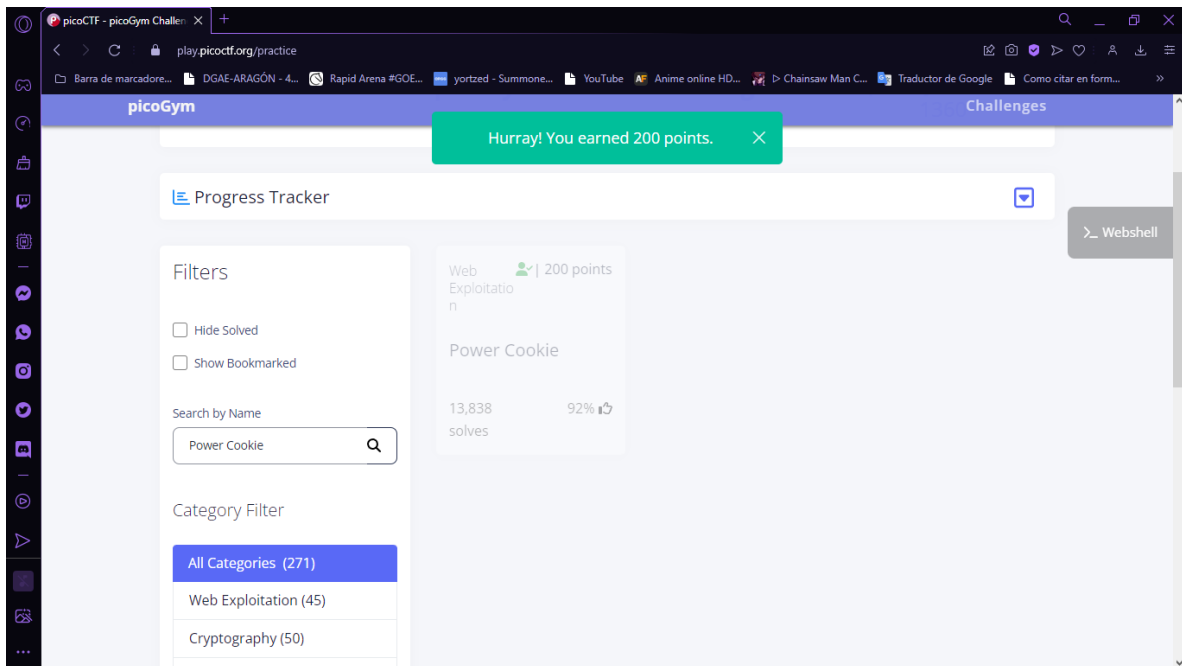 picoCTF - picoGym Challen
play.picoctf.org/practice
Barra de marcadore... DGAE-ARAGÓN - 4... Rapid Arena #GOE... yortzed - Summone... YouTube Anime online HD... ▷ Chainsaw Man C... Traductor de Google Como citar en form... »
picoGym Challenges
Hurray! You earned 200 points.
Progress Tracker
>_ Webshell
Filters
Hide Solved
Show Bookmarked
Search by Name
Power Cookie
Category Filter
All Categories (271)
Web Exploitation (45)
Cryptography (50)
Web | 200 points
Exploitatio
n
Power Cookie
13,838 92%
solves